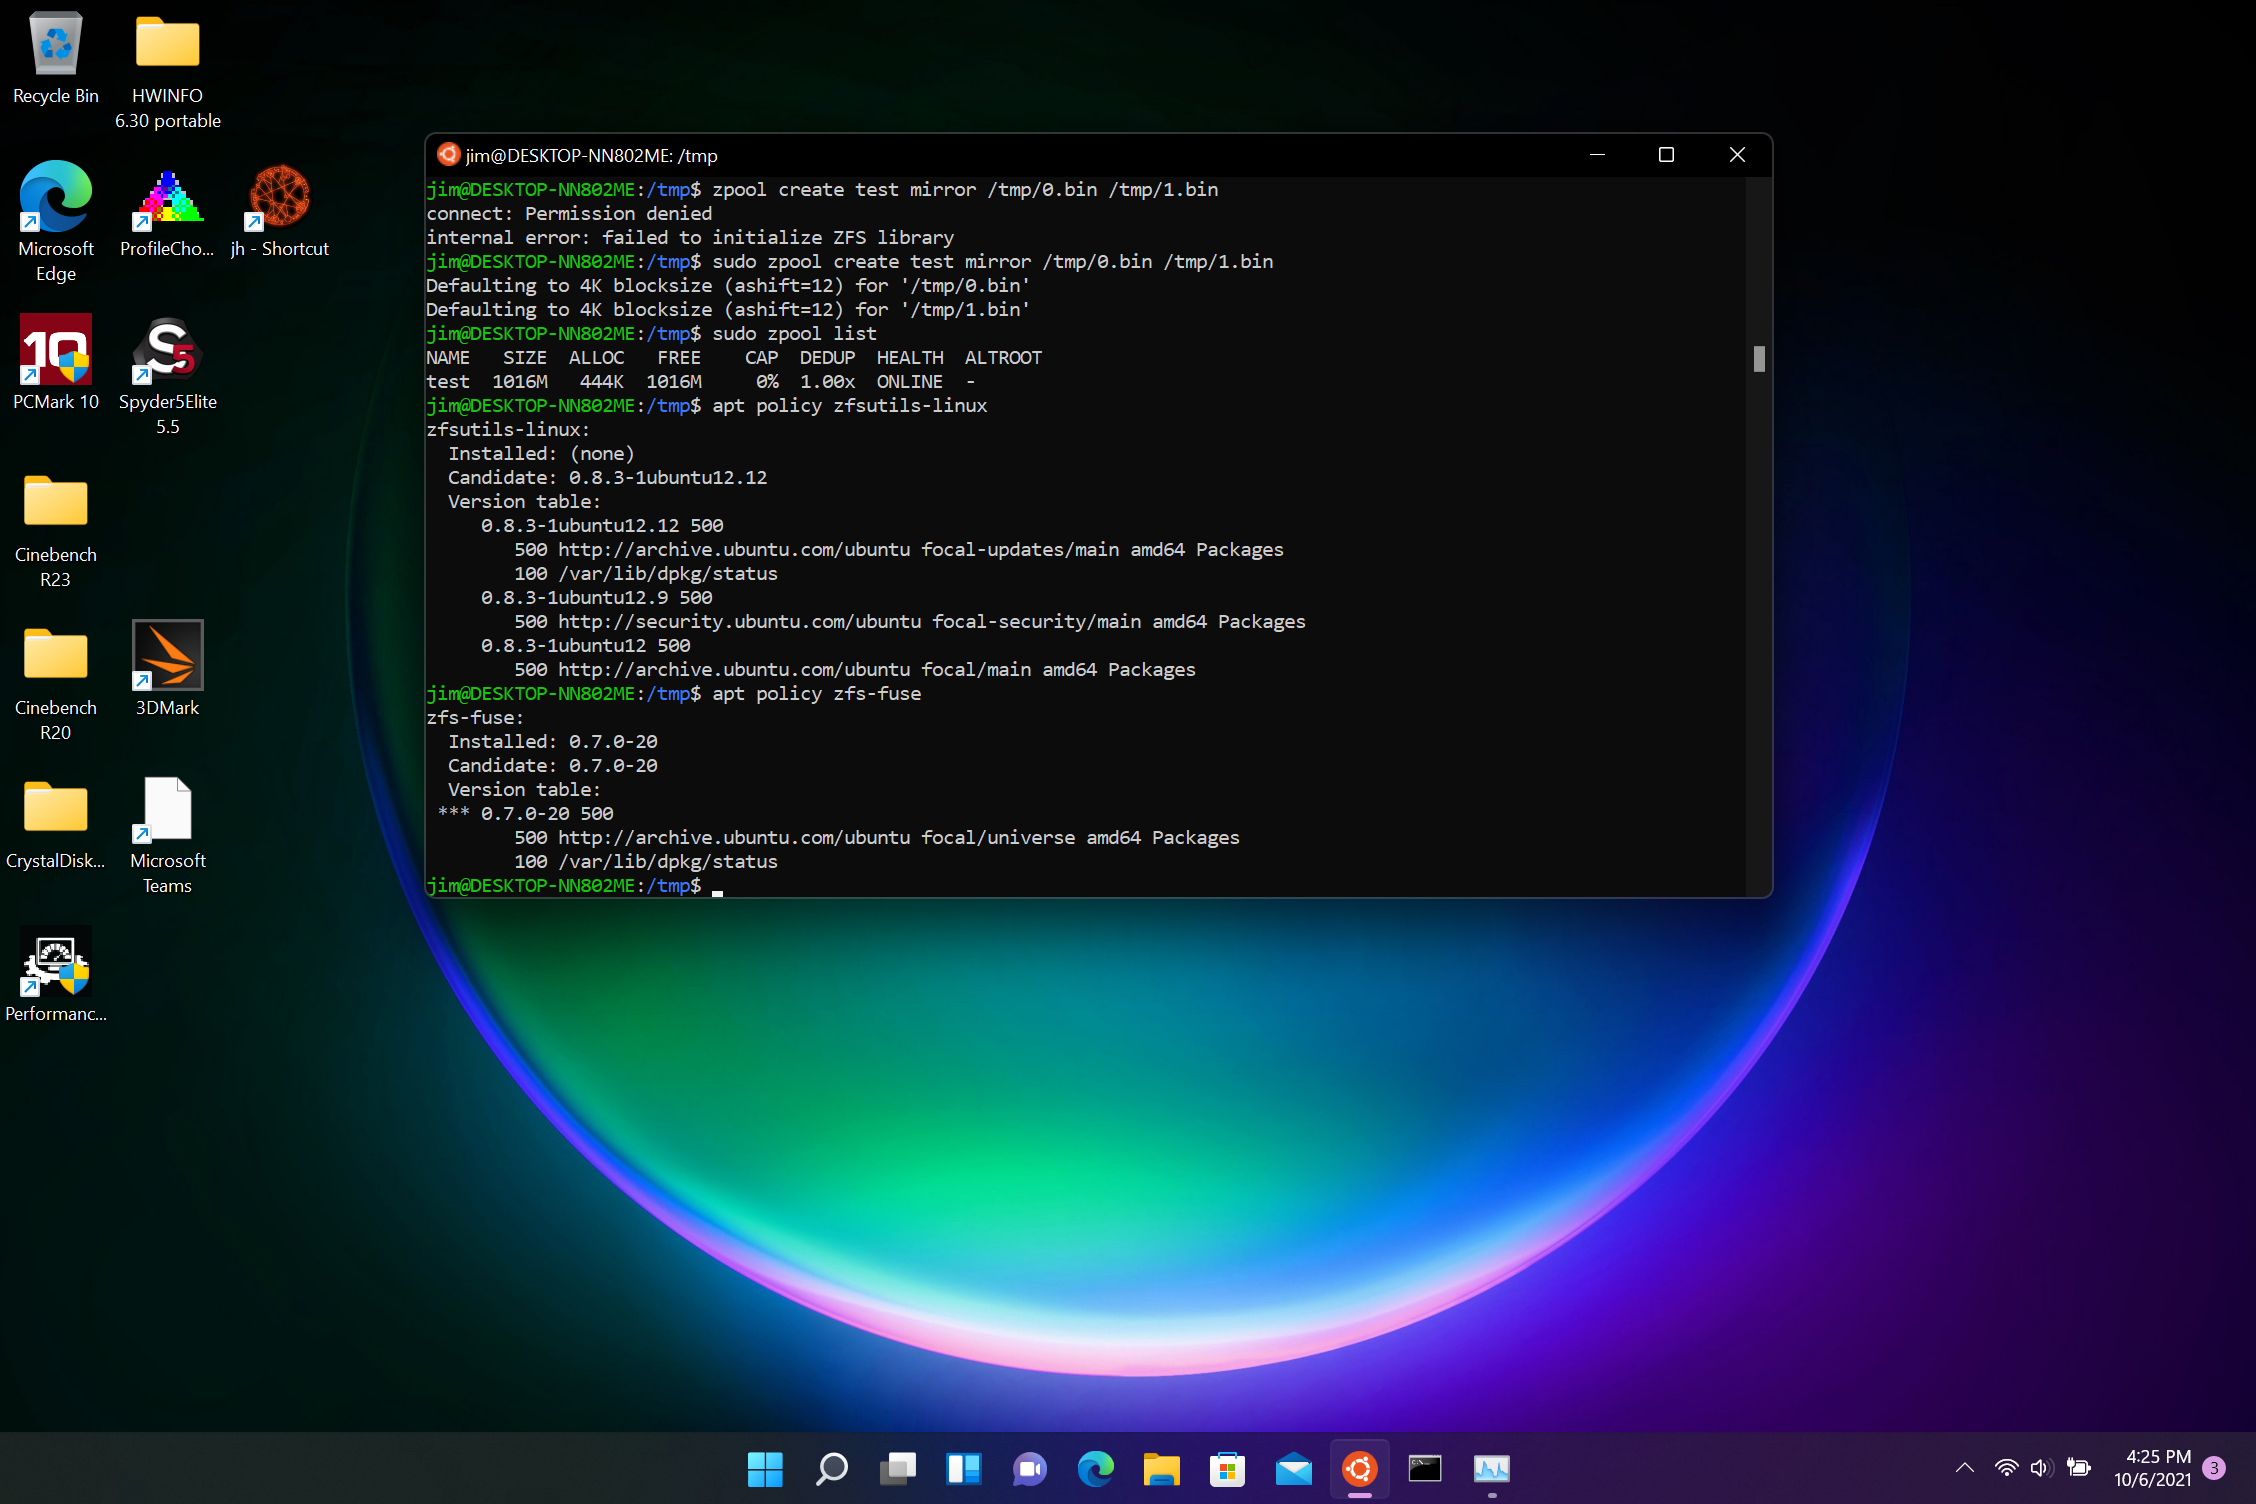 Recycle Bin
HWINFO
6.30 portable
Microsoft
Edge
ProfileCho...
jh - Shortcut
10
PCMark 10
S5
Spyder5Elite
5.5
Cinebench
R23
Cinebench
R20
3DMark
CrystalDisk...
Microsoft
Teams
Performanc...
jim@DESKTOP-NN802ME: /tmp
jim@DESKTOP-NN802ME:/tmp$ zpool create test mirror /tmp/0.bin /tmp/1.bin
connect: Permission denied
internal error: failed to initialize ZFS library
jim@DESKTOP-NN802ME:/tmp$ sudo zpool create test mirror /tmp/0.bin /tmp/1.bin
Defaulting to 4K blocksize (ashift=12) for '/tmp/0.bin'
Defaulting to 4K blocksize (ashift=12) for '/tmp/1.bin'
jim@DESKTOP-NN802ME:/tmp$ sudo zpool list
NAME   SIZE  ALLOC   FREE    CAP  DEDUP  HEALTH  ALTROOT
test  1016M   444K  1016M     0%  1.00x  ONLINE  -
jim@DESKTOP-NN802ME:/tmp$ apt policy zfsutils-linux
zfsutils-linux:
  Installed: (none)
  Candidate: 0.8.3-1ubuntu12.12
  Version table:
     0.8.3-1ubuntu12.12 500
        500 http://archive.ubuntu.com/ubuntu focal-updates/main amd64 Packages
        100 /var/lib/dpkg/status
     0.8.3-1ubuntu12.9 500
        500 http://security.ubuntu.com/ubuntu focal-security/main amd64 Packages
     0.8.3-1ubuntu12 500
        500 http://archive.ubuntu.com/ubuntu focal/main amd64 Packages
jim@DESKTOP-NN802ME:/tmp$ apt policy zfs-fuse
zfs-fuse:
  Installed: 0.7.0-20
  Candidate: 0.7.0-20
  Version table:
 *** 0.7.0-20 500
        500 http://archive.ubuntu.com/ubuntu focal/universe amd64 Packages
        100 /var/lib/dpkg/status
jim@DESKTOP-NN802ME:/tmp$
4:25 PM
10/6/2021
3